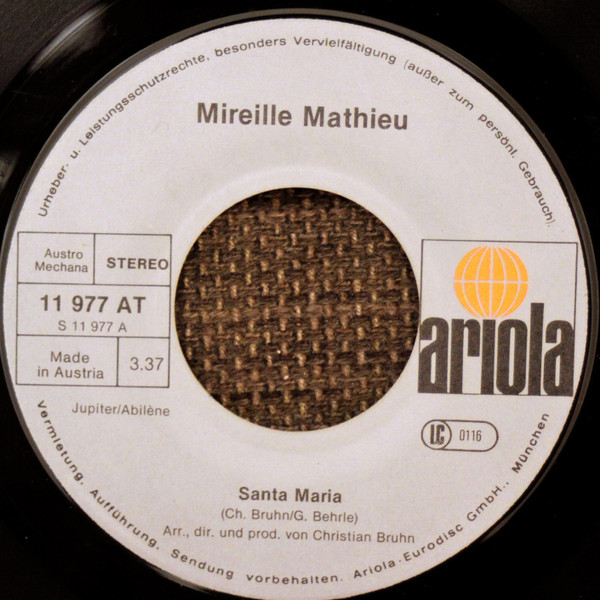 Urheber- u. Leistungsschutzrechte, besonders Vervielfältigung (außer zum persönl. Gebrauch),
Mireille Mathieu
Austro
Mechana
STEREO
11 977 AT
S 11 977 A
Made
in Austria
3.37
Jupiter/Abilène
ariola
LC 0116
Santa Maria
(Ch. Bruhn/G. Behrle)
Arr., dir. und prod. von Christian Bruhn
Vermietung, Aufführung, Sendung vorbehalten. Ariola-Eurodisc GmbH., München